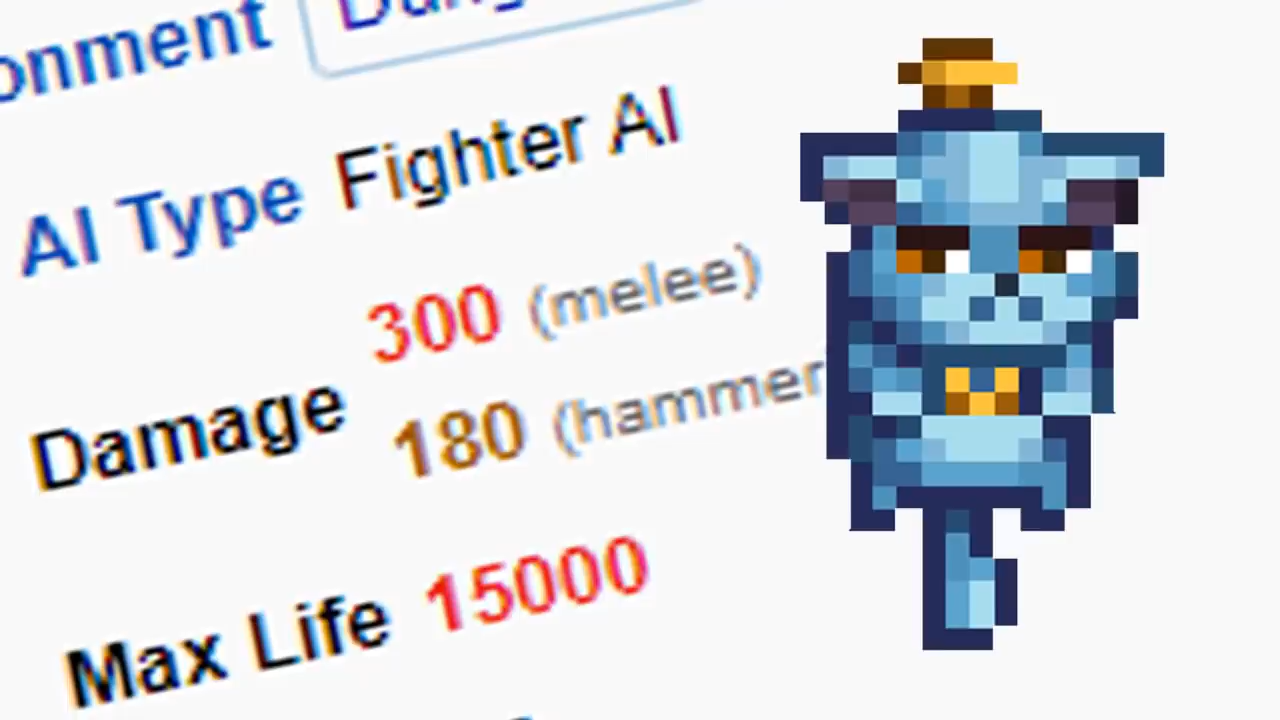 onment
AI Type Fighter AI
Damage 300 (melee)
180 (hammer
Max Life 15000